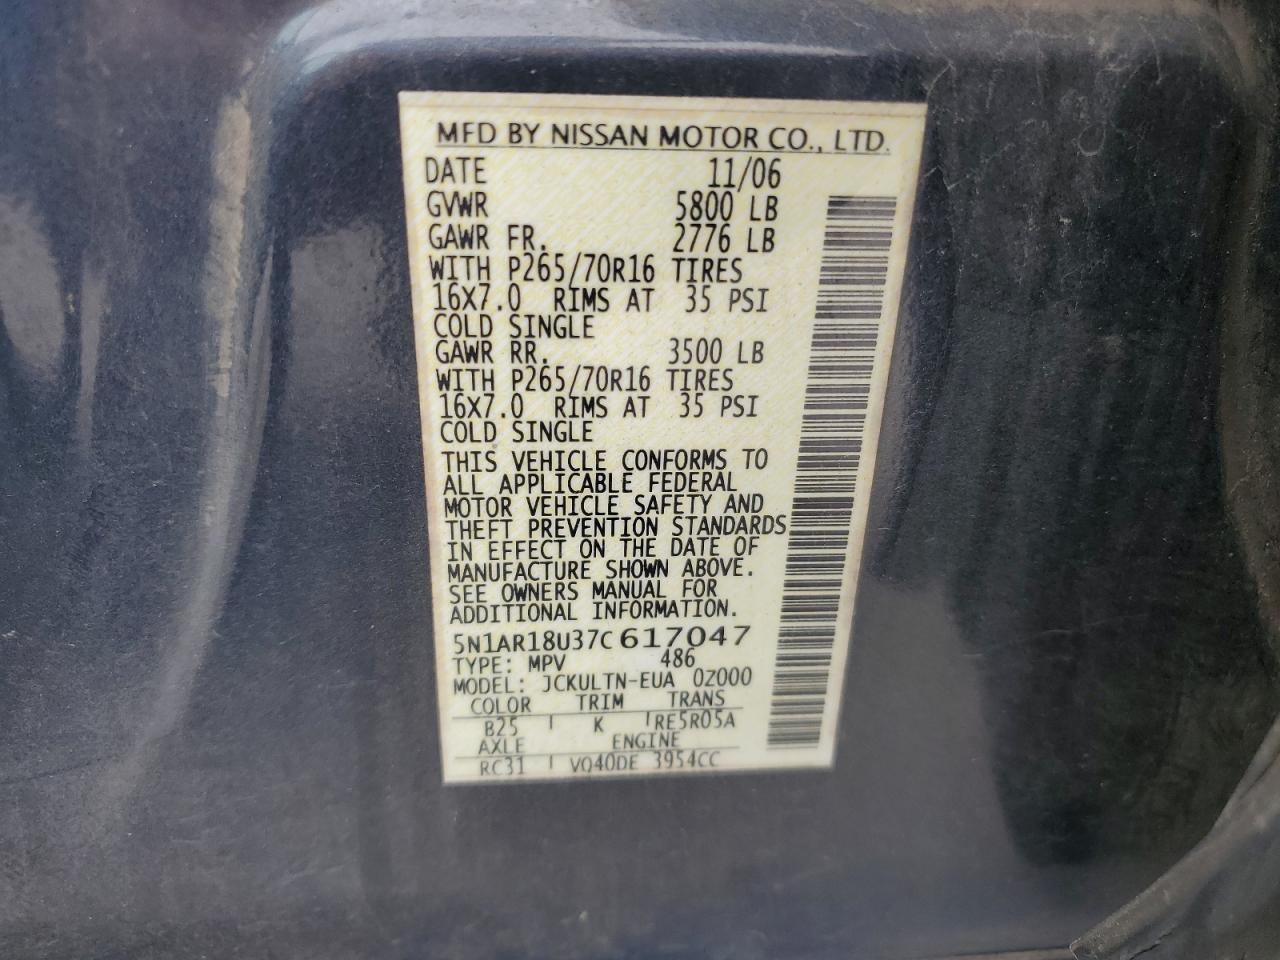 MFD BY NISSAN MOTOR CO., LTD.
DATE 11/06
GVWR 5800 LB
GAWR FR. 2776 LB
WITH P265/70R16 TIRES
16X7.0 RIMS AT 35 PSI
COLD SINGLE
GAWR RR. 3500 LB
WITH P265/70R16 TIRES
16X7.0 RIMS AT 35 PSI
COLD SINGLE
THIS VEHICLE CONFORMS TO
ALL APPLICABLE FEDERAL
MOTOR VEHICLE SAFETY AND
THEFT PREVENTION STANDARDS
IN EFFECT ON THE DATE OF
MANUFACTURE SHOWN ABOVE.
SEE OWNERS MANUAL FOR
ADDITIONAL INFORMATION.
5N1AR18U37C617047
TYPE: MPV 486
MODEL: JCKULTN-EUA 0Z000
COLOR TRIM TRANS
B25 K RE5R05A
AXLE ENGINE
RC31 VQ40DE 3954CC